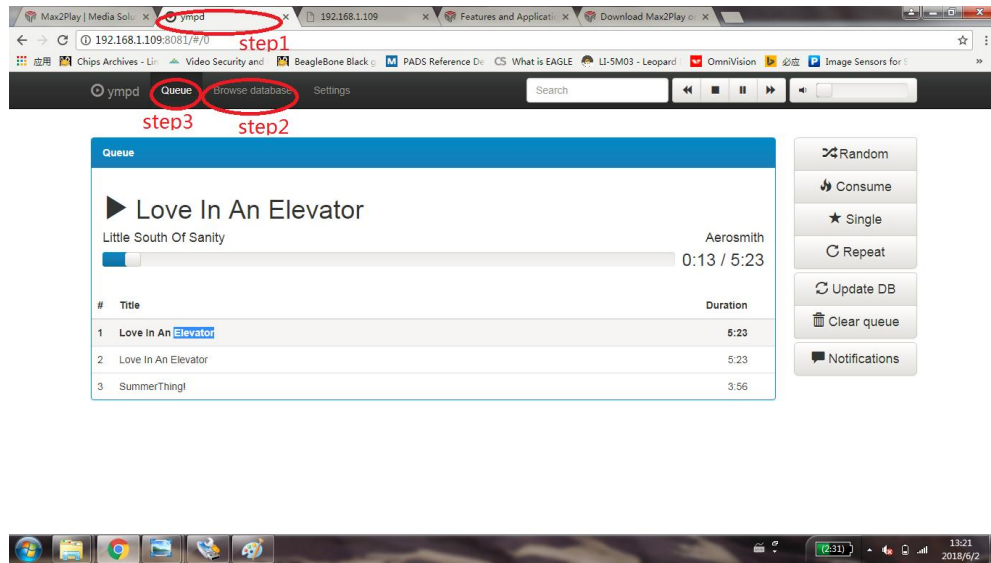 Max2Play | Media Solu
ympd
192.168.1.109
Features and Applicatic
Download Max2Play o
192.168.1.109:8081/#/0
step1
应用
Chips Archives - Lin
Video Security and
BeagleBone Black g
PADS Reference De
CS What is EAGLE
LI-5M03 - Leopard
OmniVision
必应
Image Sensors for S
»
ympd
Queue
Browse database
Settings
Search
step3
step2
Queue
Love In An Elevator
Little South Of Sanity
Aerosmith
0:13 / 5:23
# Title Duration
1 Love In An Elevator 5:23
2 Love In An Elevator 5:23
3 SummerThing! 3:56
Random
Consume
Single
Repeat
Update DB
Clear queue
Notifications
(2:31)
13:21
2018/6/2